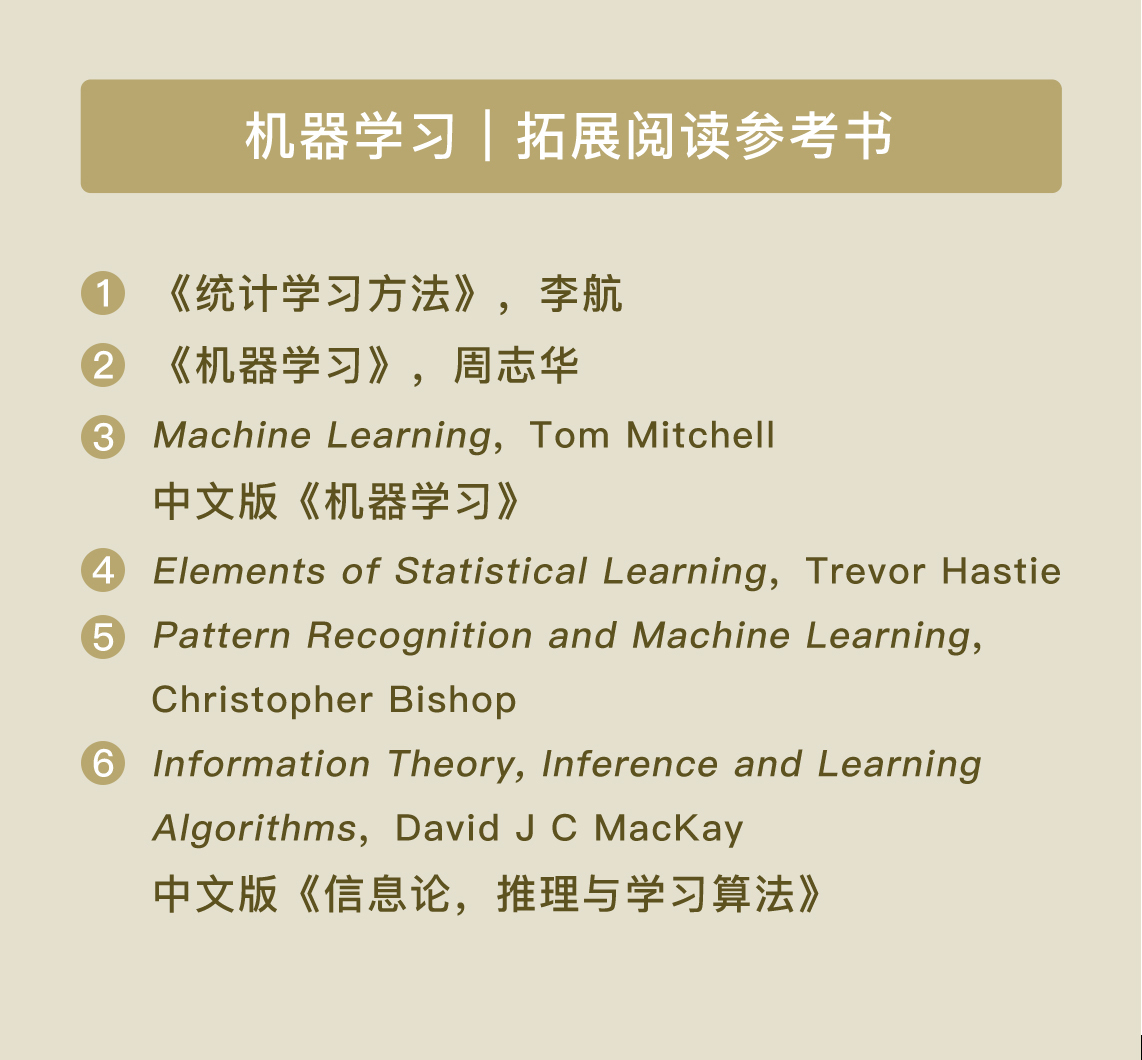 机器学习｜拓展阅读参考书
1 《统计学习方法》，李航
2 《机器学习》，周志华
3 Machine Learning，Tom Mitchell
中文版《机器学习》
4 Elements of Statistical Learning，Trevor Hastie
5 Pattern Recognition and Machine Learning，
Christopher Bishop
6 Information Theory, Inference and Learning
Algorithms，David J C MacKay
中文版《信息论，推理与学习算法》